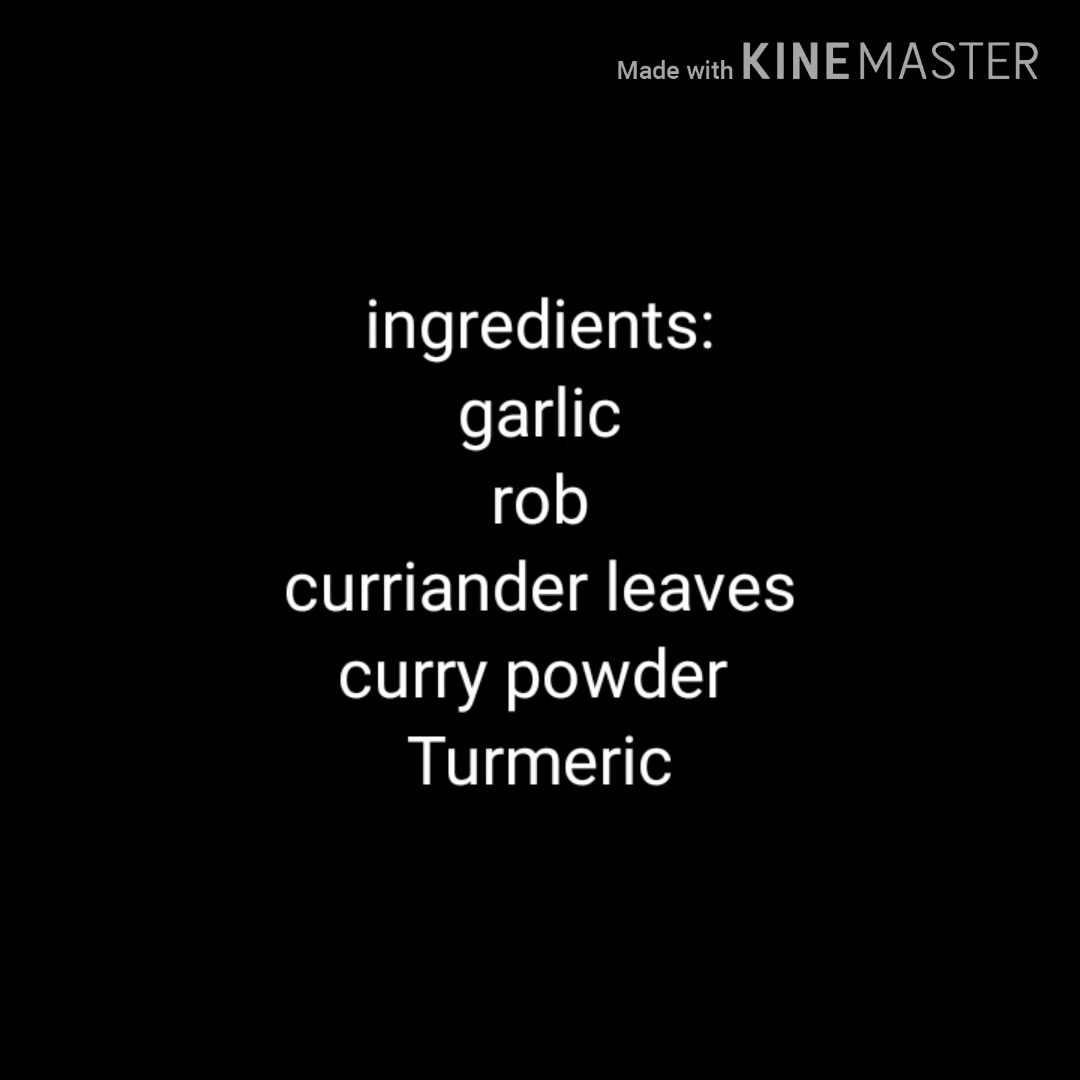 Made with KINEMASTER
ingredients:
garlic
rob
curriander leaves
curry powder
Turmeric